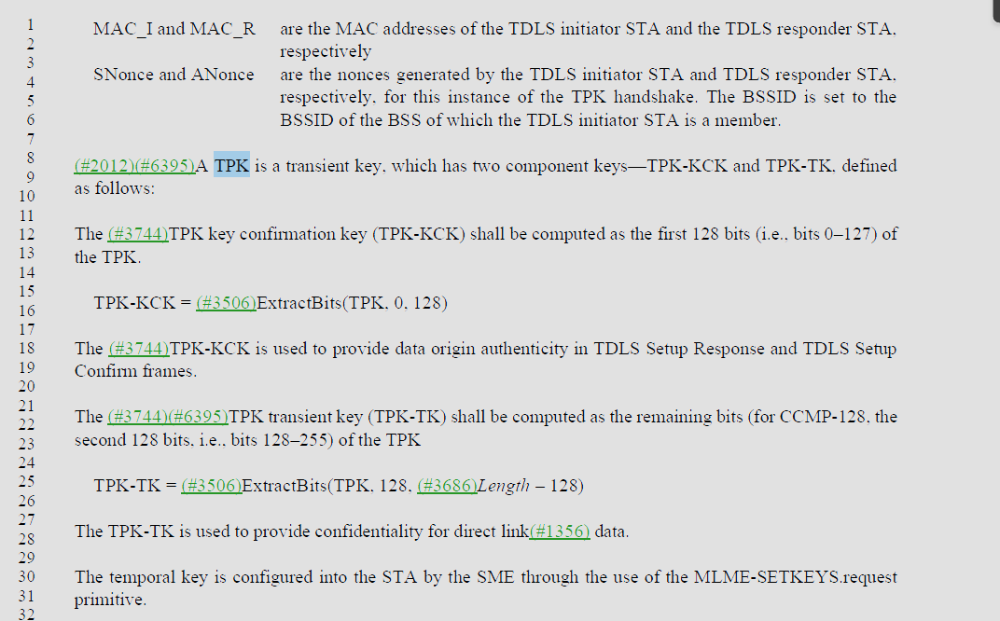 1
2
3
4
5
6
7
8
9
10
11
12
13
14
15
16
17
18
19
20
21
22
23
24
25
26
27
28
29
30
31
32
MAC_I and MAC_R are the MAC addresses of the TDLS initiator STA and the TDLS responder STA,
respectively
SNonce and ANonce are the nonces generated by the TDLS initiator STA and TDLS responder STA,
respectively, for this instance of the TPK handshake. The BSSID is set to the
BSSID of the BSS of which the TDLS initiator STA is a member.
(#2012)(#6395)A TPK is a transient key, which has two component keys—TPK-KCK and TPK-TK, defined
as follows:
The (#3744)TPK key confirmation key (TPK-KCK) shall be computed as the first 128 bits (i.e., bits 0–127) of
the TPK.
TPK-KCK = (#3506)ExtractBits(TPK, 0, 128)
The (#3744)TPK-KCK is used to provide data origin authenticity in TDLS Setup Response and TDLS Setup
Confirm frames.
The (#3744)(#6395)TPK transient key (TPK-TK) shall be computed as the remaining bits (for CCMP-128, the
second 128 bits, i.e., bits 128–255) of the TPK
TPK-TK = (#3506)ExtractBits(TPK, 128, (#3686)Length – 128)
The TPK-TK is used to provide confidentiality for direct link(#1356) data.
The temporal key is configured into the STA by the SME through the use of the MLME-SETKEYS.request
primitive.